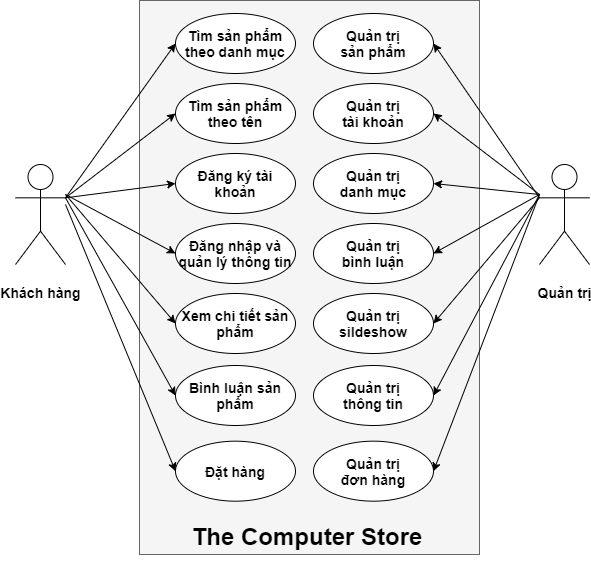 Tìm sản phẩm
theo danh mục
Quản trị
sản phẩm
Tìm sản phẩm
theo tên
Quản trị
tài khoản
Đăng ký tài
khoản
Quản trị
danh mục
Đăng nhập và
quản lý thông tin
Quản trị
bình luận
Khách hàng
Quản trị
Xem chi tiết sản
phẩm
Quản trị
sildeshow
Bình luận sản
phẩm
Quản trị
thông tin
Đặt hàng
Quản trị
đơn hàng
The Computer Store